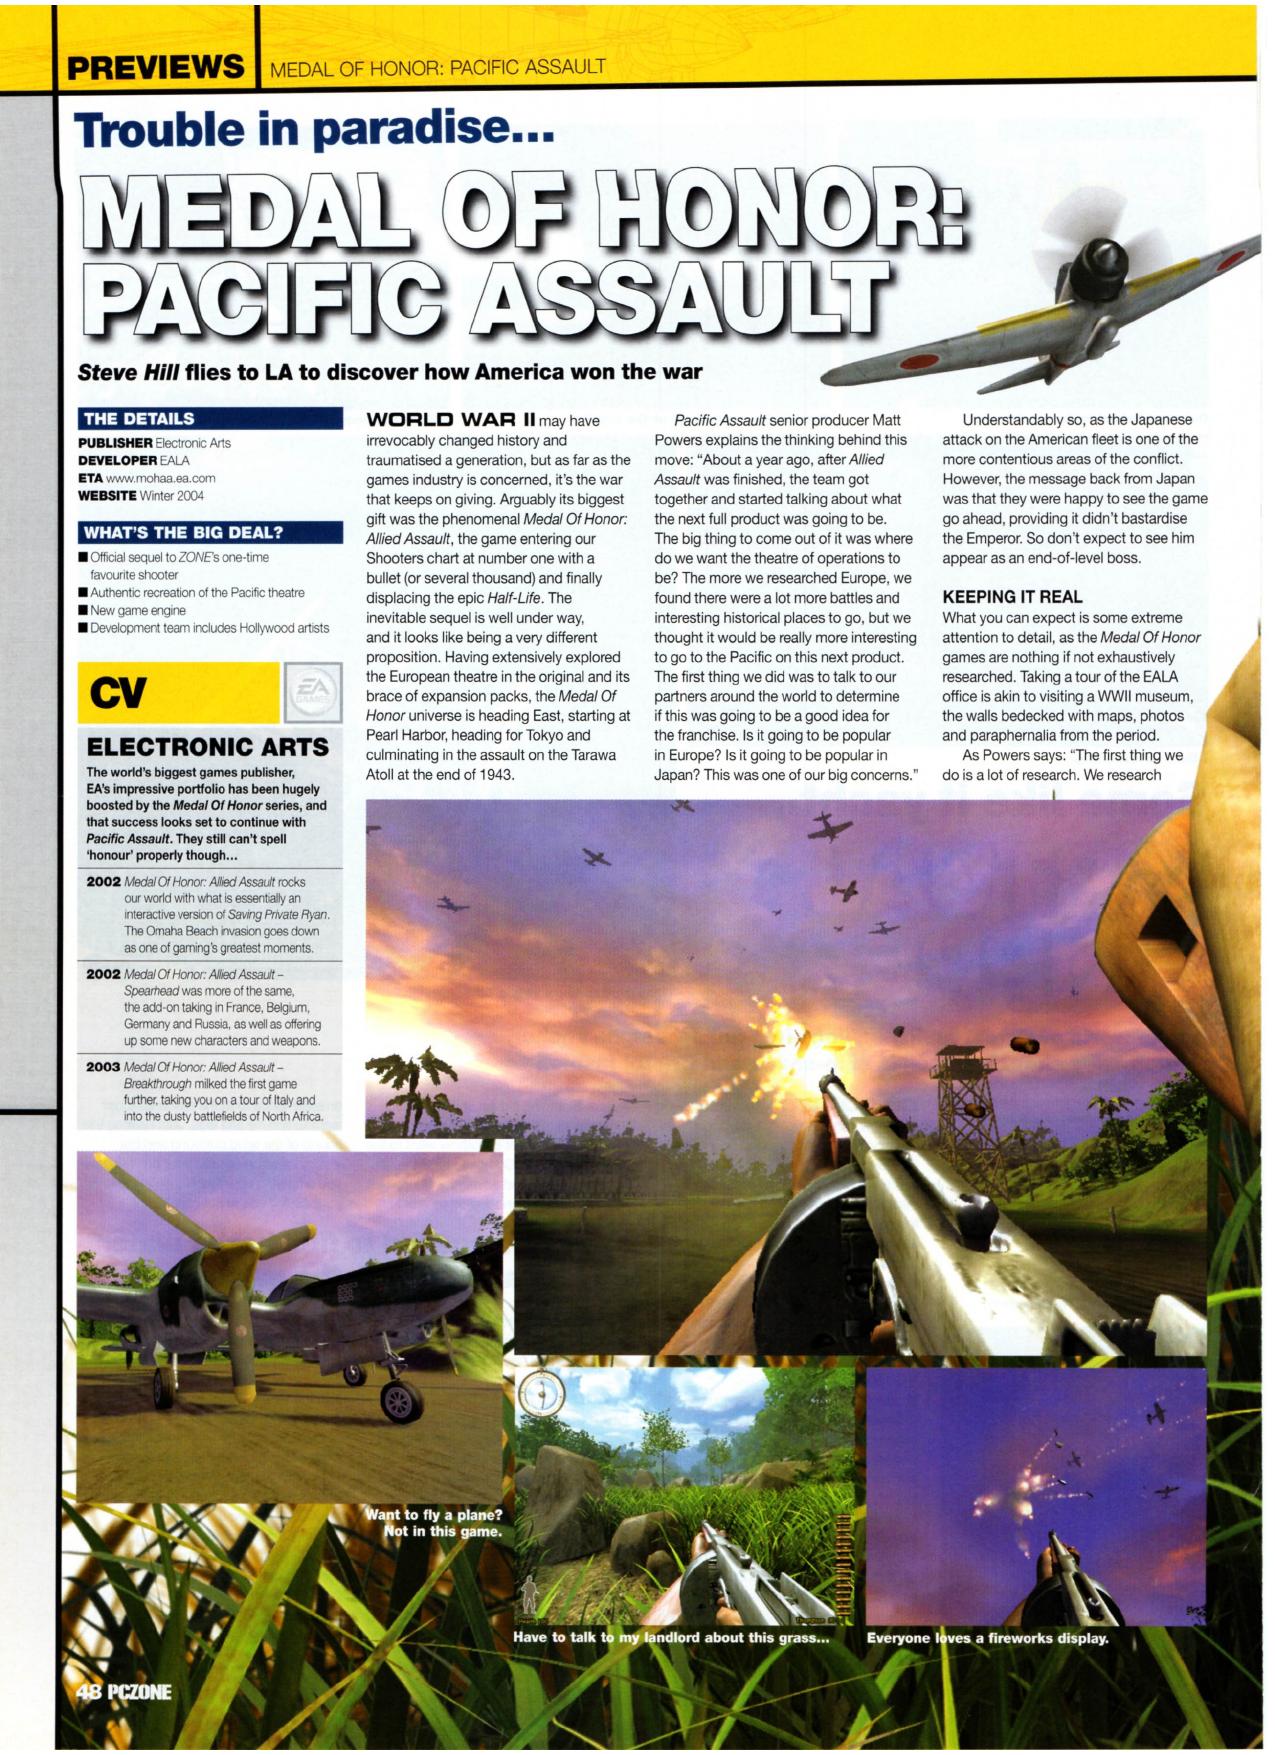 PREVIEWS
MEDAL OF HONOR: PACIFIC ASSAULT
Trouble in paradise...
MEDAL OF HONOR:
PACIFIC ASSAULT
Steve Hill flies to LA to discover how America won the war
THE DETAILS
PUBLISHER Electronic Arts
DEVELOPER EALA
ETA www.mohaa.ea.com
WEBSITE Winter 2004
WHAT'S THE BIG DEAL?
■ Official sequel to ZONE's one-time
favourite shooter
■ Authentic recreation of the Pacific theatre
■ New game engine
■ Development team includes Hollywood artists
CV
EA
GAMES
ELECTRONIC ARTS
The world's biggest games publisher,
EA's impressive portfolio has been hugely
boosted by the Medal Of Honor series, and
that success looks set to continue with
Pacific Assault. They still can't spell
'honour' properly though...
2002 Medal Of Honor: Allied Assault rocks
our world with what is essentially an
interactive version of Saving Private Ryan.
The Omaha Beach invasion goes down
as one of gaming's greatest moments.
2002 Medal Of Honor: Allied Assault –
Spearhead was more of the same,
the add-on taking in France, Belgium,
Germany and Russia, as well as offering
up some new characters and weapons.
2003 Medal Of Honor: Allied Assault –
Breakthrough milked the first game
further, taking you on a tour of Italy and
into the dusty battlefields of North Africa.
WORLD WAR II may have
irrevocably changed history and
traumatised a generation, but as far as the
games industry is concerned, it's the war
that keeps on giving. Arguably its biggest
gift was the phenomenal Medal Of Honor:
Allied Assault, the game entering our
Shooters chart at number one with a
bullet (or several thousand) and finally
displacing the epic Half-Life. The
inevitable sequel is well under way,
and it looks like being a very different
proposition. Having extensively explored
the European theatre in the original and its
brace of expansion packs, the Medal Of
Honor universe is heading East, starting at
Pearl Harbor, heading for Tokyo and
culminating in the assault on the Tarawa
Atoll at the end of 1943.
Pacific Assault senior producer Matt
Powers explains the thinking behind this
move: “About a year ago, after Allied
Assault was finished, the team got
together and started talking about what
the next full product was going to be.
The big thing to come out of it was where
do we want the theatre of operations to
be? The more we researched Europe, we
found there were a lot more battles and
interesting historical places to go, but we
thought it would be really more interesting
to go to the Pacific on this next product.
The first thing we did was to talk to our
partners around the world to determine
if this was going to be a good idea for
the franchise. Is it going to be popular
in Europe? Is it going to be popular in
Japan? This was one of our big concerns.”
Understandably so, as the Japanese
attack on the American fleet is one of the
more contentious areas of the conflict.
However, the message back from Japan
was that they were happy to see the game
go ahead, providing it didn't bastardise
the Emperor. So don't expect to see him
appear as an end-of-level boss.
KEEPING IT REAL
What you can expect is some extreme
attention to detail, as the Medal Of Honor
games are nothing if not exhaustively
researched. Taking a tour of the EALA
office is akin to visiting a WWII museum,
the walls bedecked with maps, photos
and paraphernalia from the period.
As Powers says: “The first thing we
do is a lot of research. We research
Want to fly a plane?
Not in this game.
Have to talk to my landlord about this grass...
Everyone loves a fireworks display.
48 PCZONE